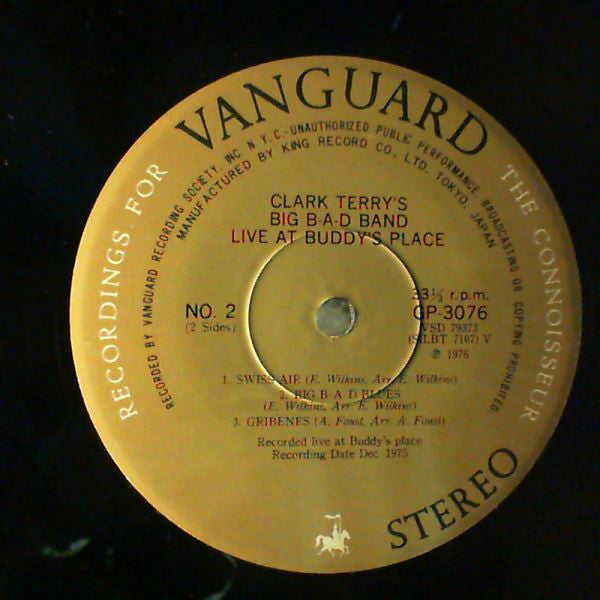 VANGUARD
RECORDINGS FOR THE CONNOISSEUR
RECORDED BY VANGUARD RECORDING SOCIETY, INC. N.Y.C.-UNAUTHORIZED PUBLIC PERFORMANCE BROADCASTING OR COPYING PROHIBITED.
MANUFACTURED BY KING RECORD CO., LTD. TOKYO, JAPAN
CLARK TERRY'S
BIG B-A-D BAND
LIVE AT BUDDY'S PLACE
33⅓ r.p.m.
NO. 2 GP-3076
(2 Sides) VSD 79373
(SILBT 7107) V
℗ 1976
1. SWISS AIR (E. Wilkins, Arr. E. Wilkins)
2. BIG B-A-D BLUES
(E. Wilkins, Arr. E. Wilkins)
3. GRIBENES (A. Foust, Arr. A. Foust)
Recorded live at Buddy's place
Recording Date Dec. 1975
STEREO